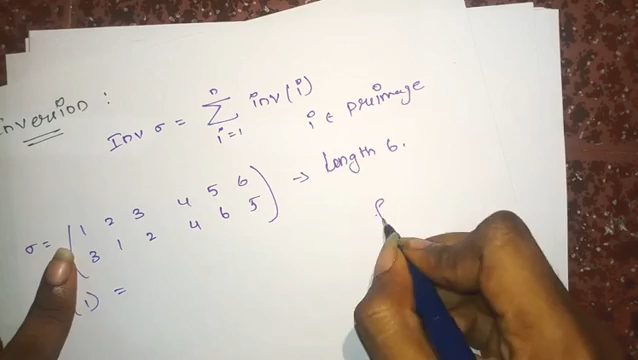 Inversion :
Inv σ = n Σ i=1 inv(i) i ∈ preimage
σ = ( 1 2 3 4 5 6 → Length 6.
3 1 2 4 6 5 )
1) =